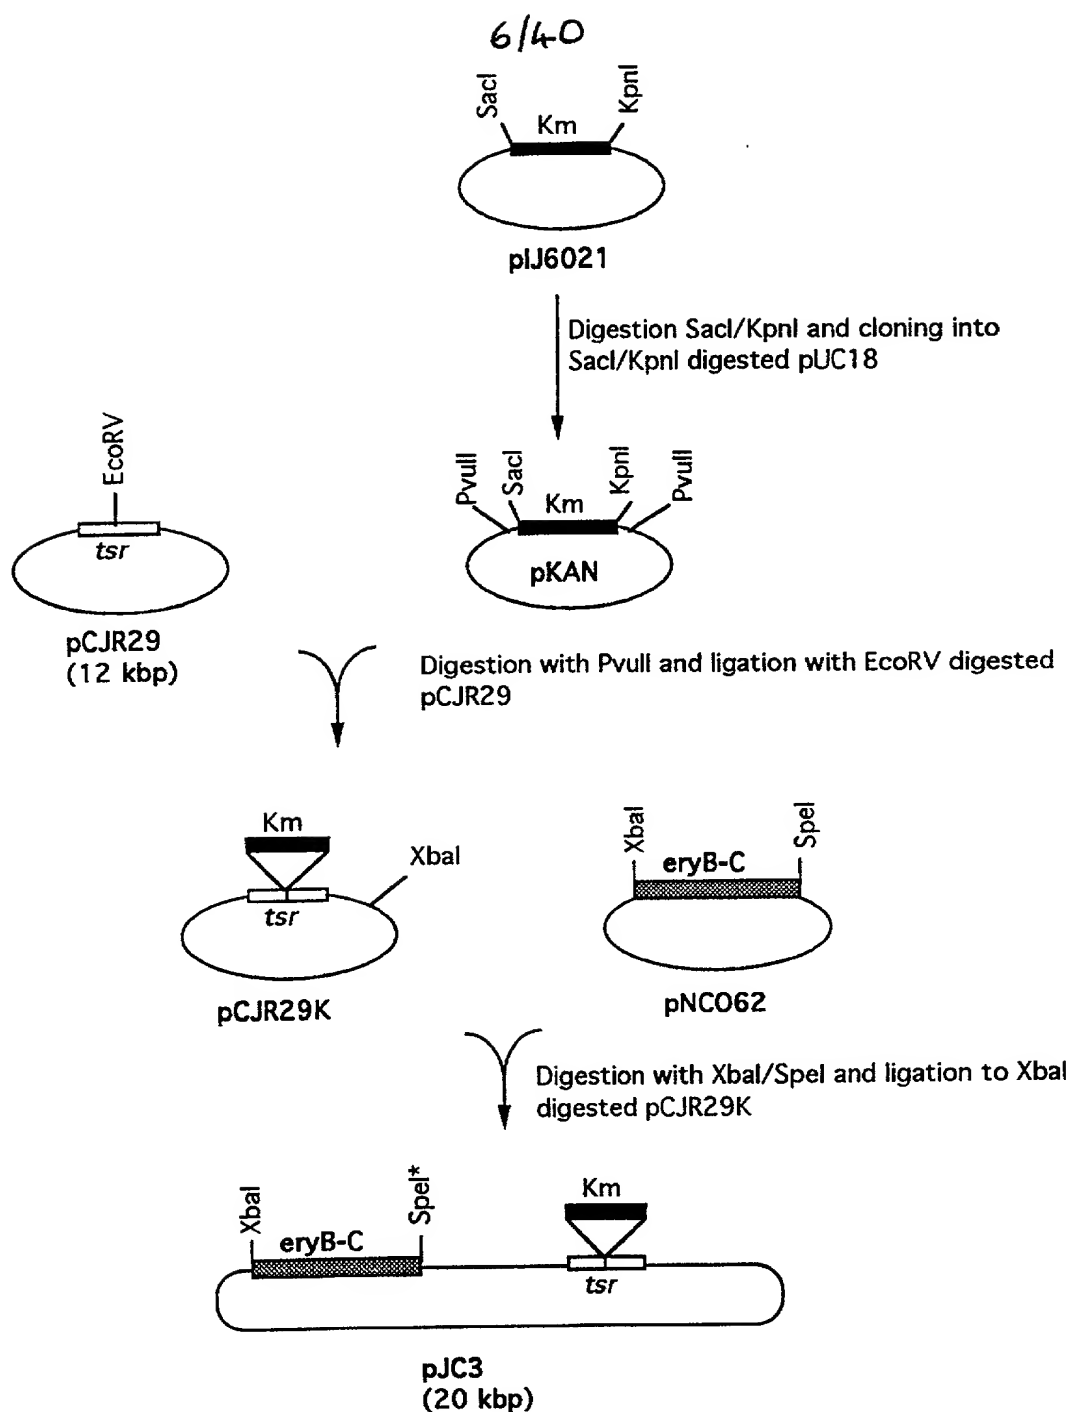 6/40
SacI
KpnI
Km
pIJ6021
Digestion SacI/KpnI and cloning into
SacI/KpnI digested pUC18
EcoRV
tsr
pCJR29
(12 kbp)
PvuII
SacI
KpnI
PvuII
Km
pKAN
Digestion with PvuII and ligation with EcoRV digested
pCJR29
Km
XbaI
tsr
pCJR29K
XbaI
SpeI
eryB-C
pNCO62
Digestion with XbaI/SpeI and ligation to XbaI
digested pCJR29K
XbaI
SpeI*
eryB-C
Km
tsr
pJC3
(20 kbp)